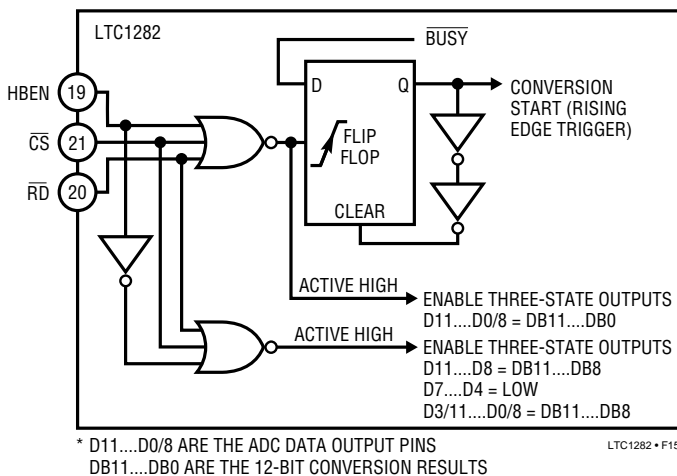 LTC1282
BUSY
HBEN 19
CS 21
RD 20
D Q
FLIP
FLOP
CLEAR
CONVERSION
START (RISING
EDGE TRIGGER)
ACTIVE HIGH
ENABLE THREE-STATE OUTPUTS
D11....D0/8 = DB11....DB0
ACTIVE HIGH
ENABLE THREE-STATE OUTPUTS
D11....D8 = DB11....DB8
D7....D4 = LOW
D3/11....D0/8 = DB11....DB8
* D11....D0/8 ARE THE ADC DATA OUTPUT PINS
DB11....DB0 ARE THE 12-BIT CONVERSION RESULTS
LTC1282 • F15